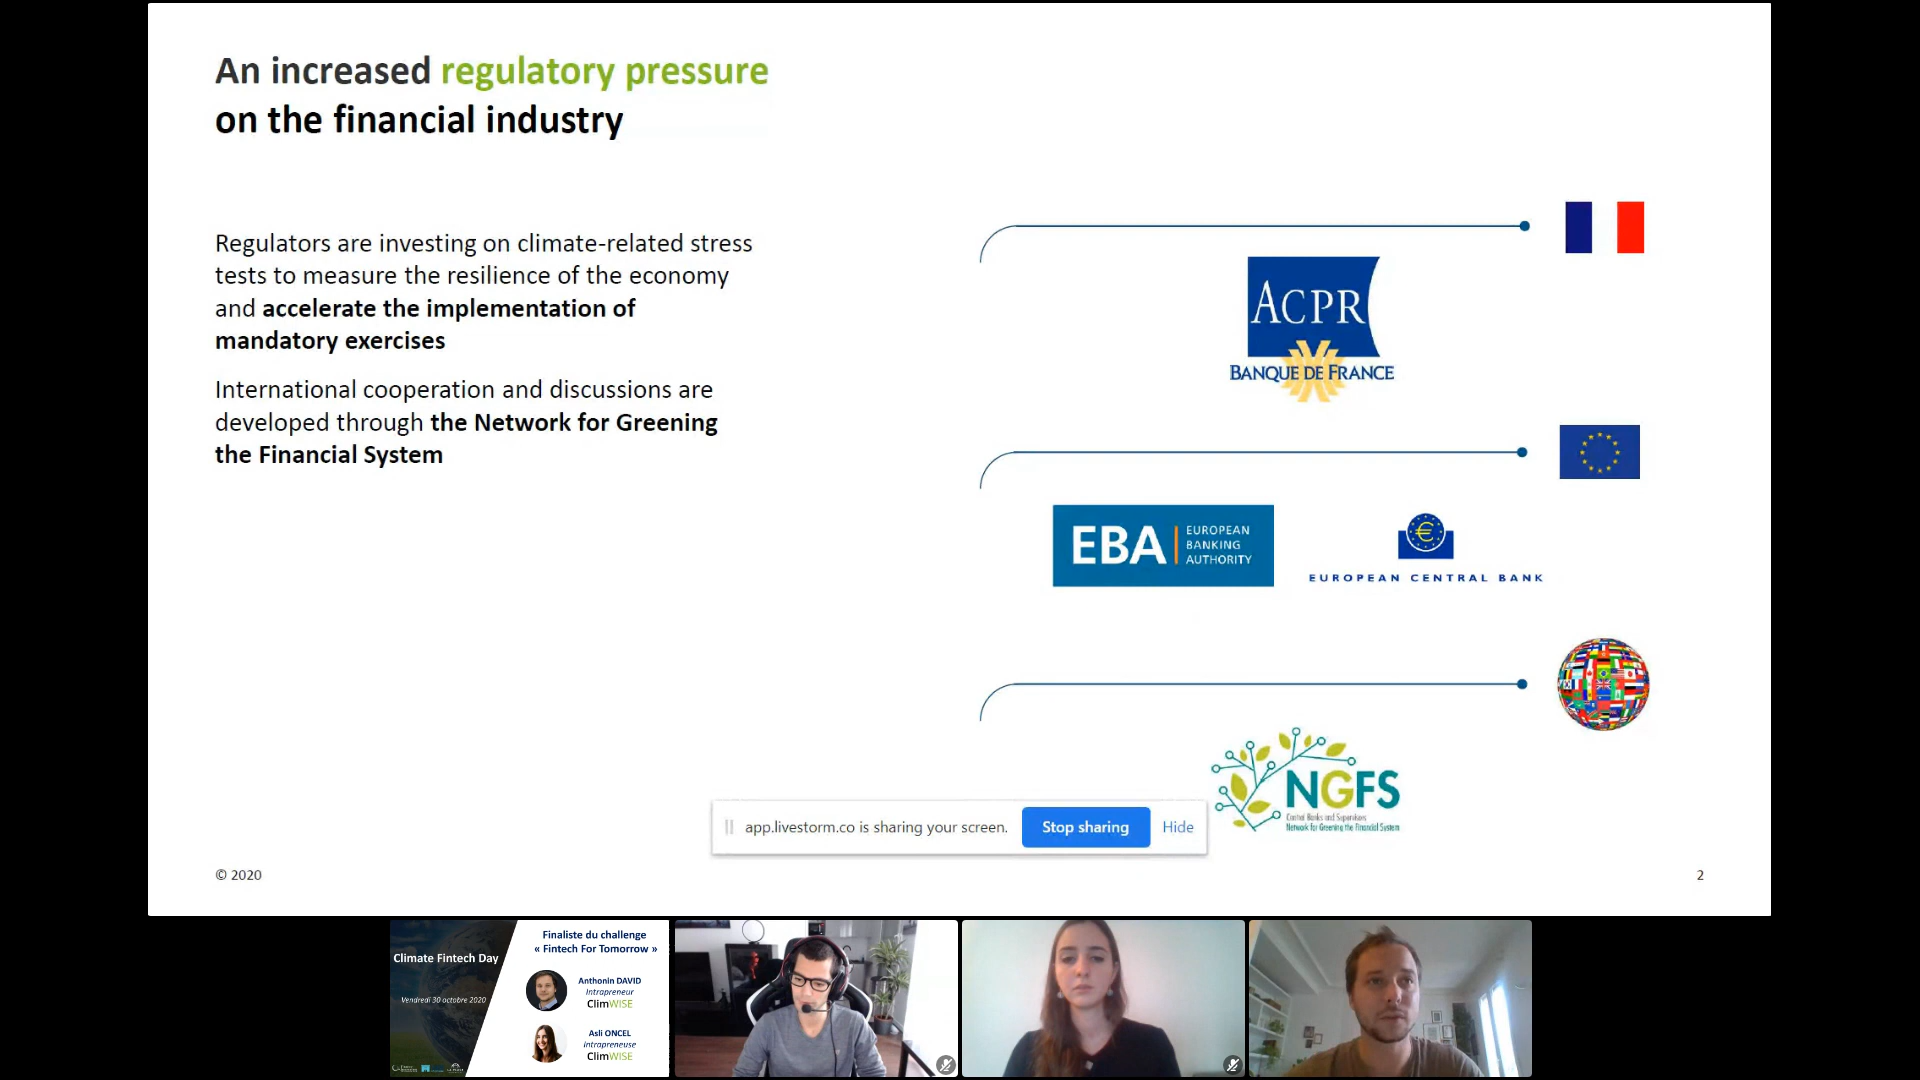 An increased regulatory pressure
on the financial industry
Regulators are investing on climate-related stress
tests to measure the resilience of the economy
and accelerate the implementation of
mandatory exercises
International cooperation and discussions are
developed through the Network for Greening
the Financial System
ACPR
BANQUE DE FRANCE
EBA
EUROPEAN
BANKING
AUTHORITY
€
EUROPEAN CENTRAL BANK
NGFS
Central Banks and Supervisors
Network for Greening the Financial System
app.livestorm.co is sharing your screen.
Stop sharing
Hide
© 2020
2
Climate Fintech Day
Vendredi 30 octobre 2020
Finaliste du challenge
« Fintech For Tomorrow »
Anthonin DAVID
Intrapreneur
ClimWISE
Asli ONCEL
Intrapreneuse
ClimWISE